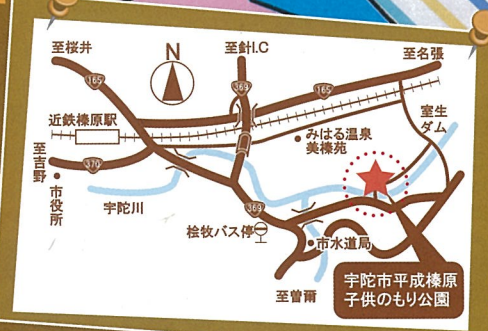 至桜井
N
至針I.C
至名張
165
369
165
近鉄榛原駅
室生
ダム
みはる温泉
美榛苑
至吉野
370
市役所
宇陀川
369
桧牧バス停
市水道局
至曽爾
宇陀市平成榛原
子供のもり公園